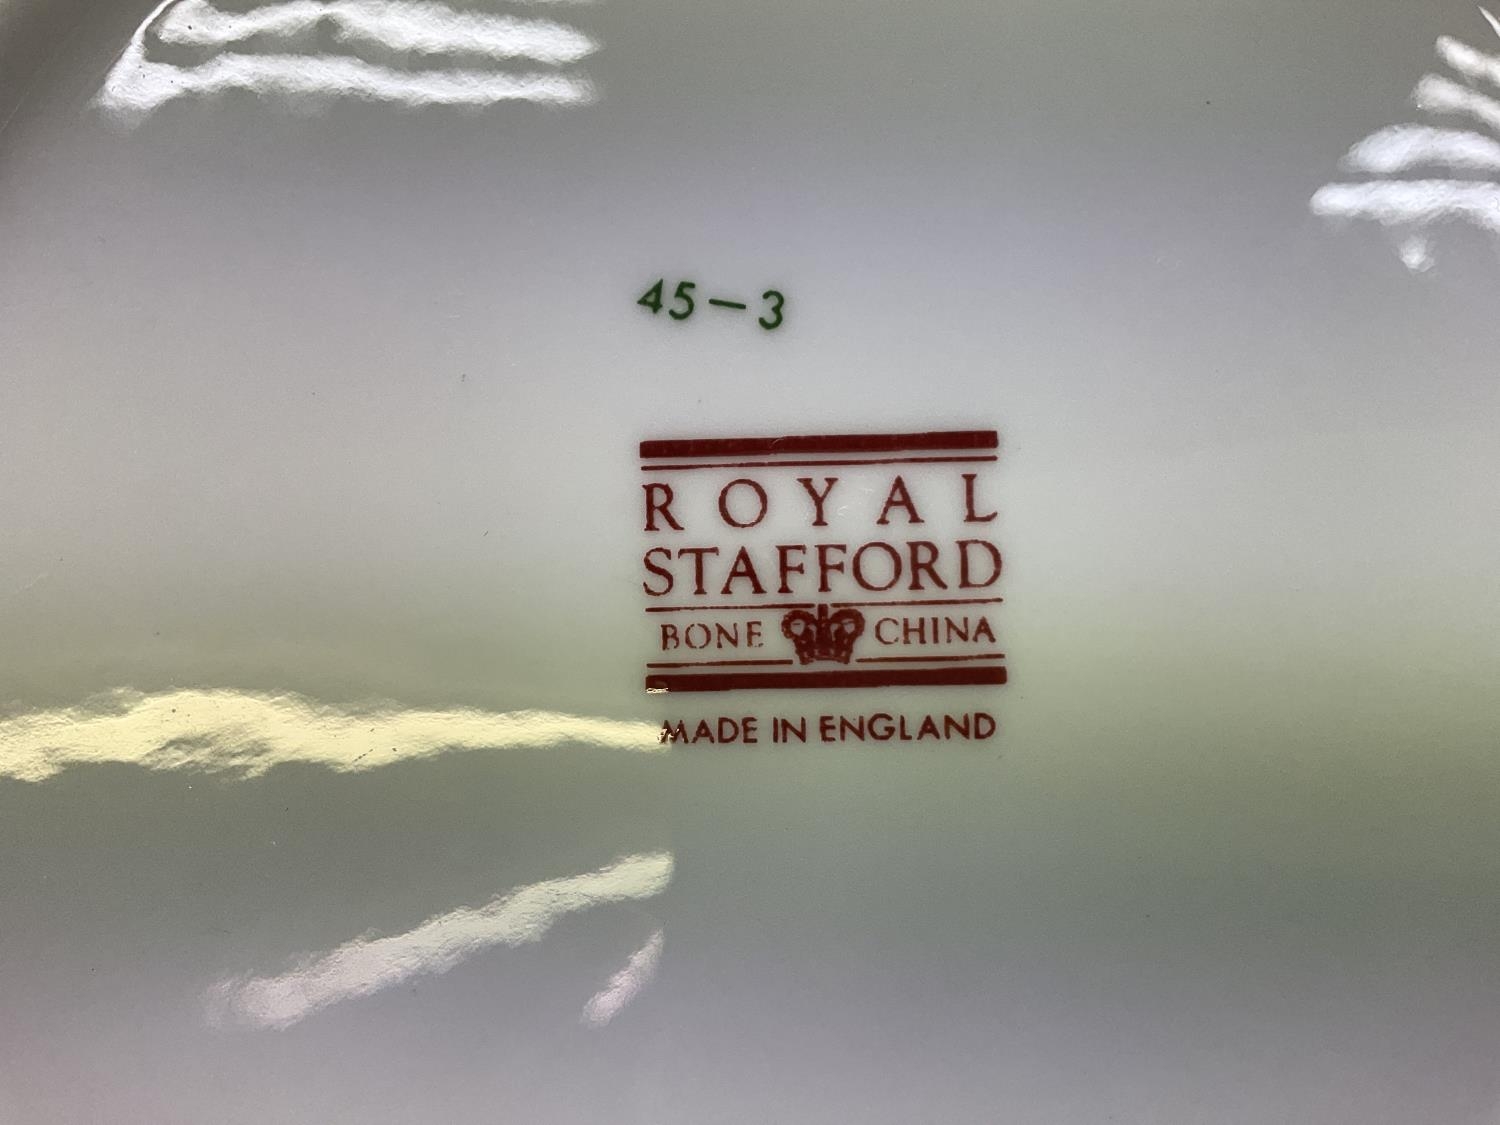 45-3
ROYAL
STAFFORD
BONE CHINA
MADE IN ENGLAND